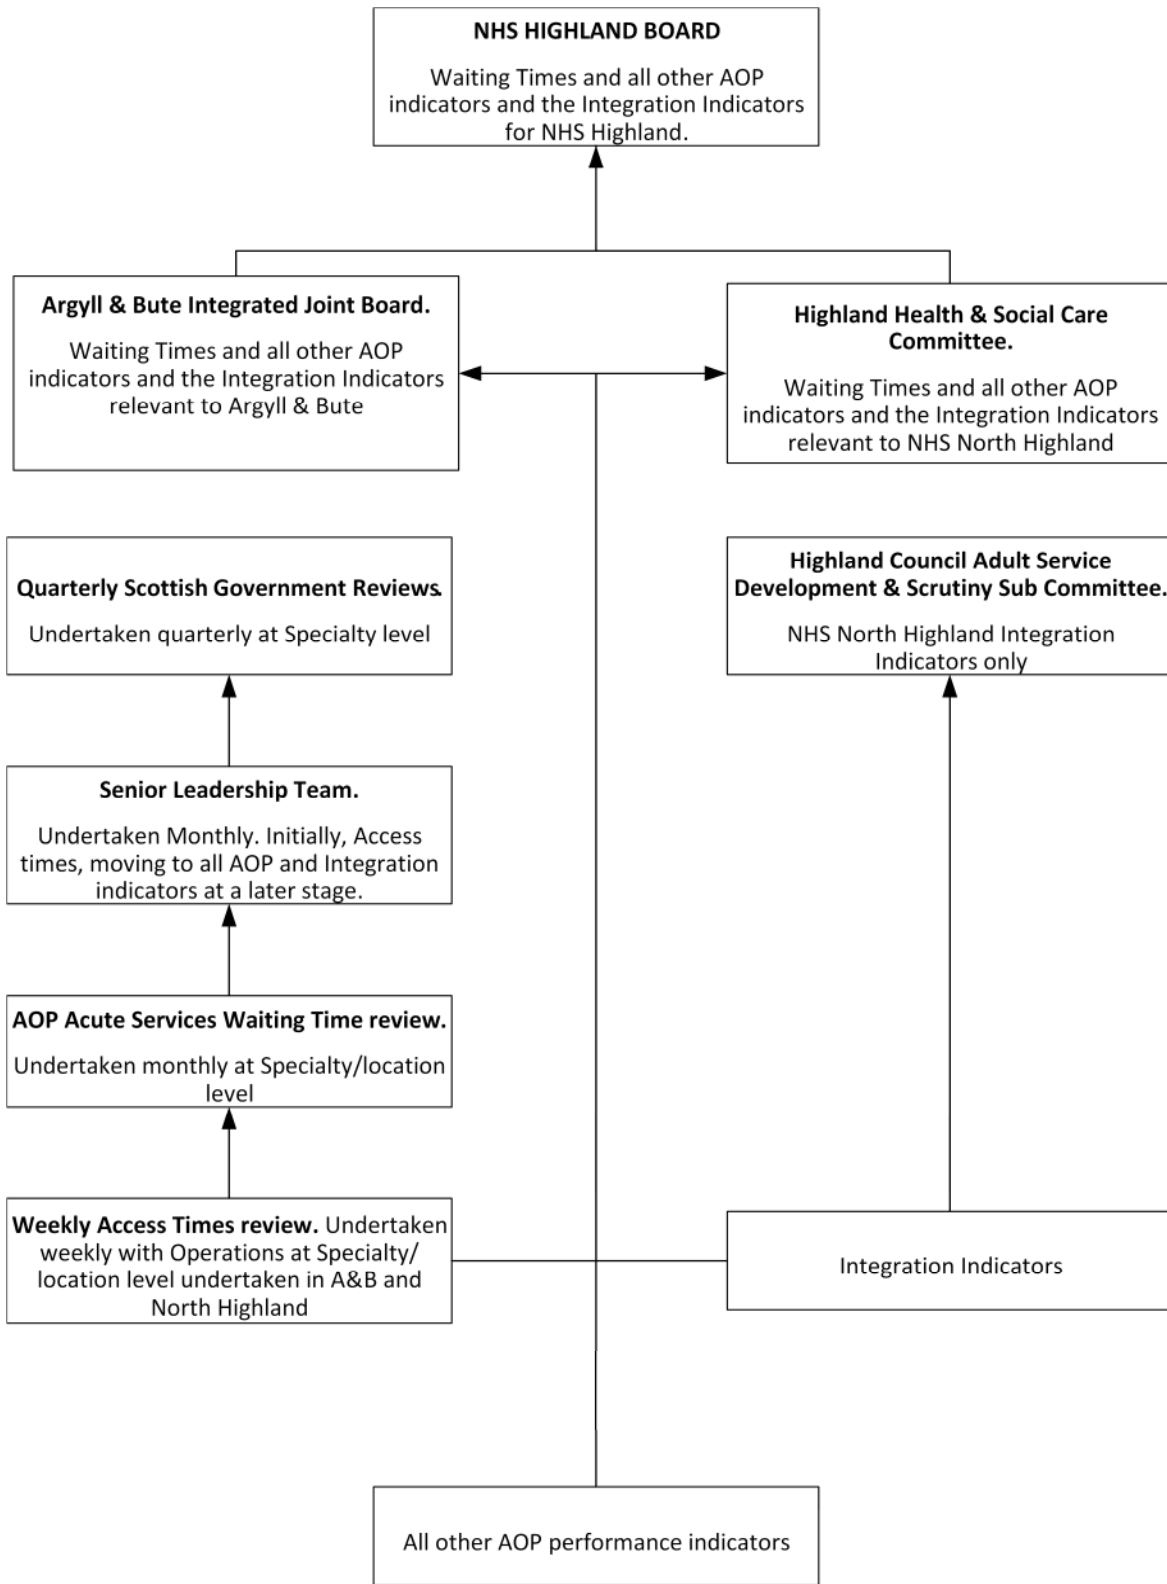 NHS HIGHLAND BOARD
Waiting Times and all other AOP
indicators and the Integration Indicators
for NHS Highland.
Argyll & Bute Integrated Joint Board.
Waiting Times and all other AOP
indicators and the Integration Indicators
relevant to Argyll & Bute
Highland Health & Social Care
Committee.
Waiting Times and all other AOP
indicators and the Integration Indicators
relevant to NHS North Highland
Quarterly Scottish Government Reviews.
Undertaken quarterly at Specialty level
Highland Council Adult Service
Development & Scrutiny Sub Committee.
NHS North Highland Integration
Indicators only
Senior Leadership Team.
Undertaken Monthly. Initially, Access
times, moving to all AOP and Integration
indicators at a later stage.
AOP Acute Services Waiting Time review.
Undertaken monthly at Specialty/location
level
Weekly Access Times review. Undertaken
weekly with Operations at Specialty/
location level undertaken in A&B and
North Highland
Integration Indicators
All other AOP performance indicators